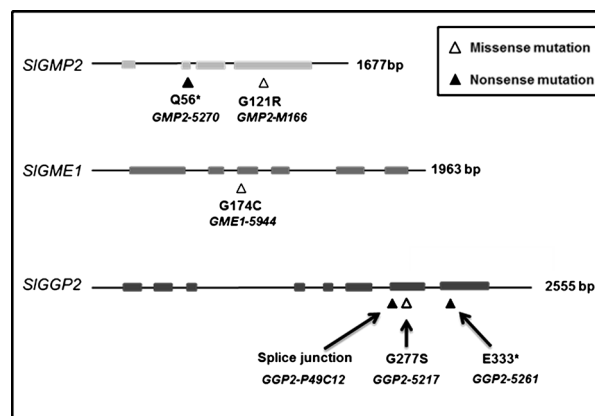 Missense mutation
Nonsense mutation
SlGMP2
1677bp
Q56*
G121R
GMP2-5270
GMP2-M166
SlGME1
1963 bp
G174C
GME1-5944
SlGGP2
2555 bp
Splice junction
G277S
E333*
GGP2-P49C12
GGP2-5217
GGP2-5261